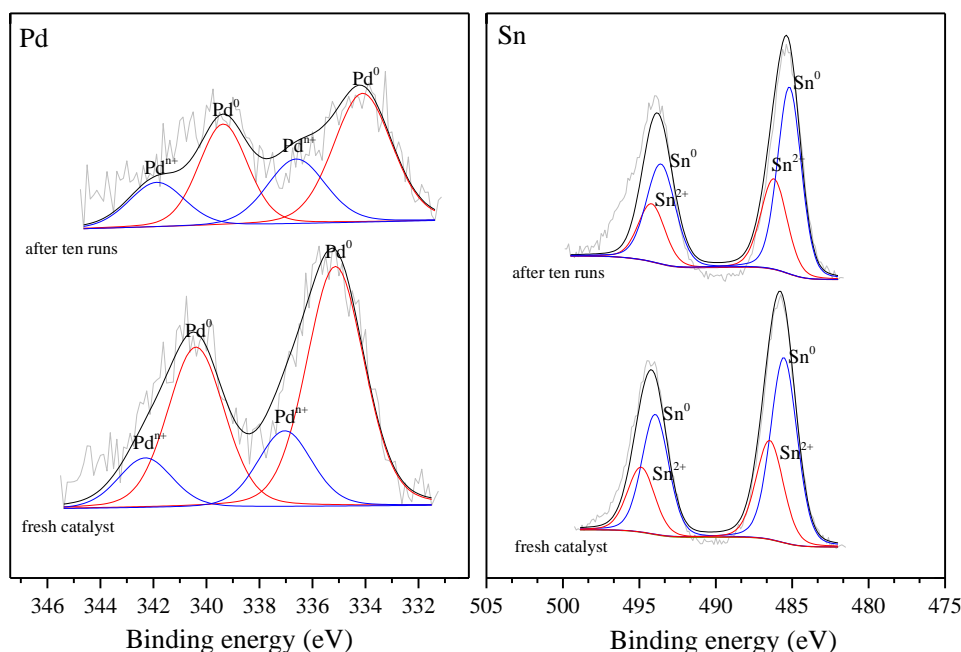 Pd
Pd⁰
Pd⁰
Pdⁿ⁺
Pdⁿ⁺
after ten runs
Pd⁰
Pd⁰
Pdⁿ⁺
Pdⁿ⁺
fresh catalyst
346 344 342 340 338 336 334 332
Binding energy (eV)
Sn
Sn⁰
Sn⁰
Sn²⁺
Sn²⁺
after ten runs
Sn⁰
Sn⁰
Sn²⁺
Sn²⁺
fresh catalyst
505 500 495 490 485 480 475
Binding energy (eV)